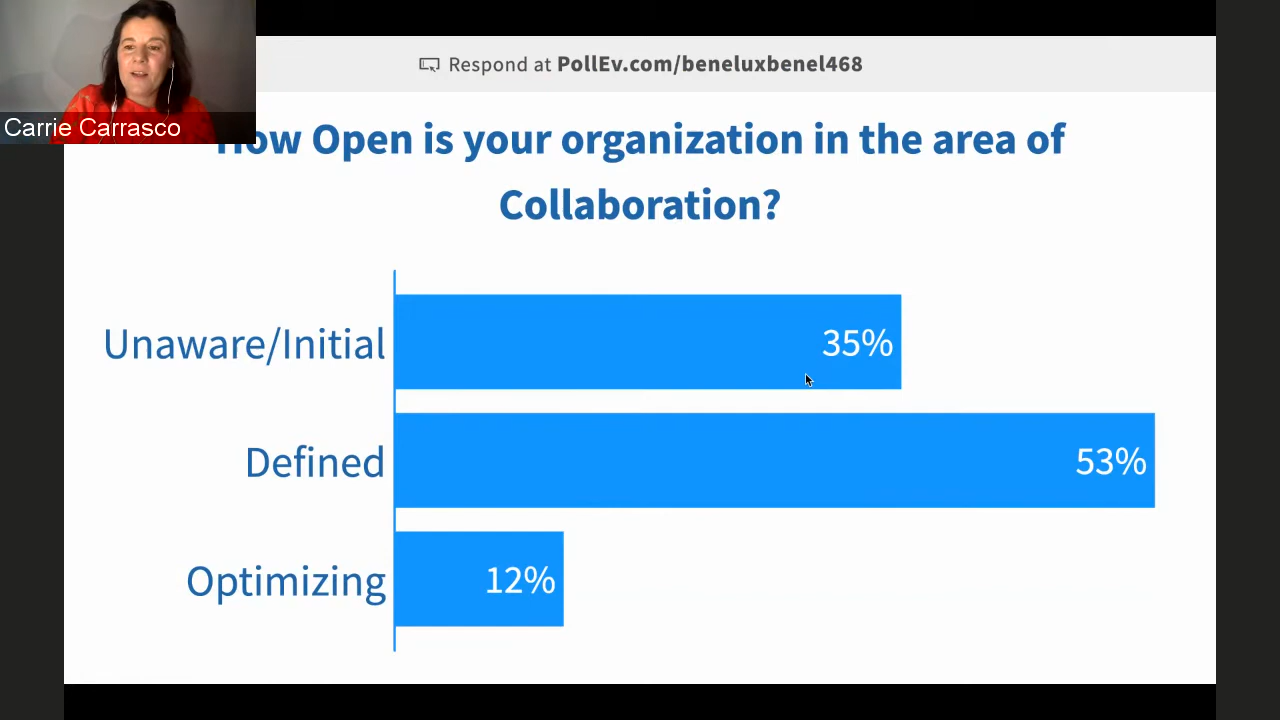 Respond at PollEv.com/beneluxbenel468
Carrie Carrasco
How Open is your organization in the area of
Collaboration?
Unaware/Initial
35%
Defined
53%
Optimizing
12%